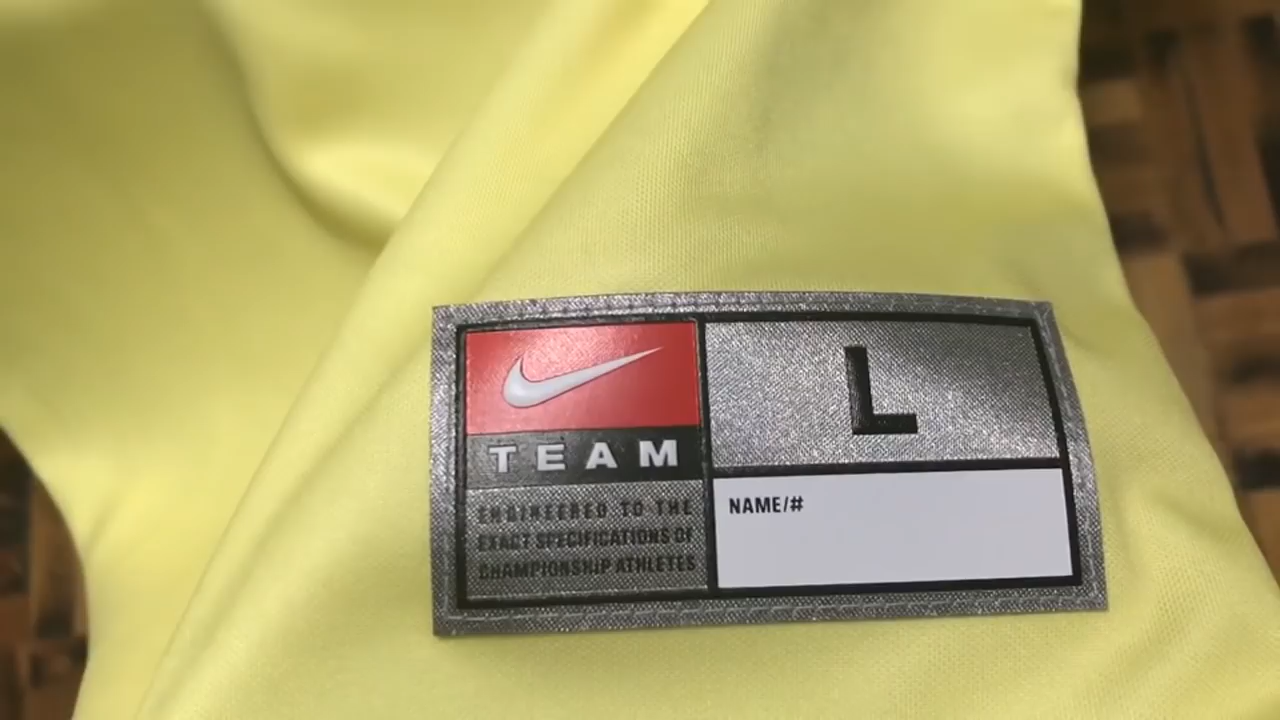 TEAM
ENGINEERED TO THE
EXACT SPECIFICATIONS OF
CHAMPIONSHIP ATHLETES
L
NAME/#